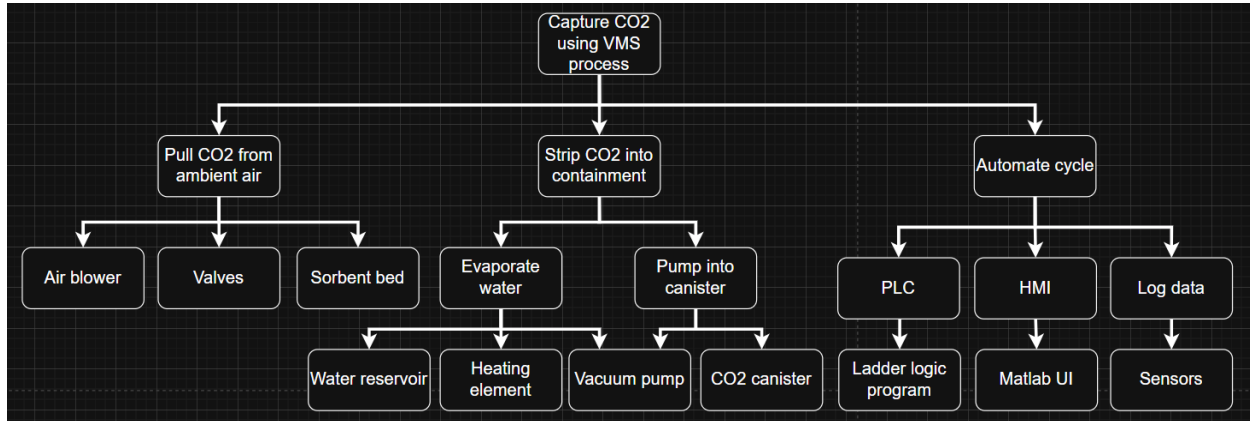 Capture CO2
using VMS
process
Pull CO2 from
ambient air
Strip CO2 into
containment
Automate cycle
Air blower
Valves
Sorbent bed
Evaporate
water
Pump into
canister
PLC
HMI
Log data
Water reservoir
Heating
element
Vacuum pump
CO2 canister
Ladder logic
program
Matlab UI
Sensors